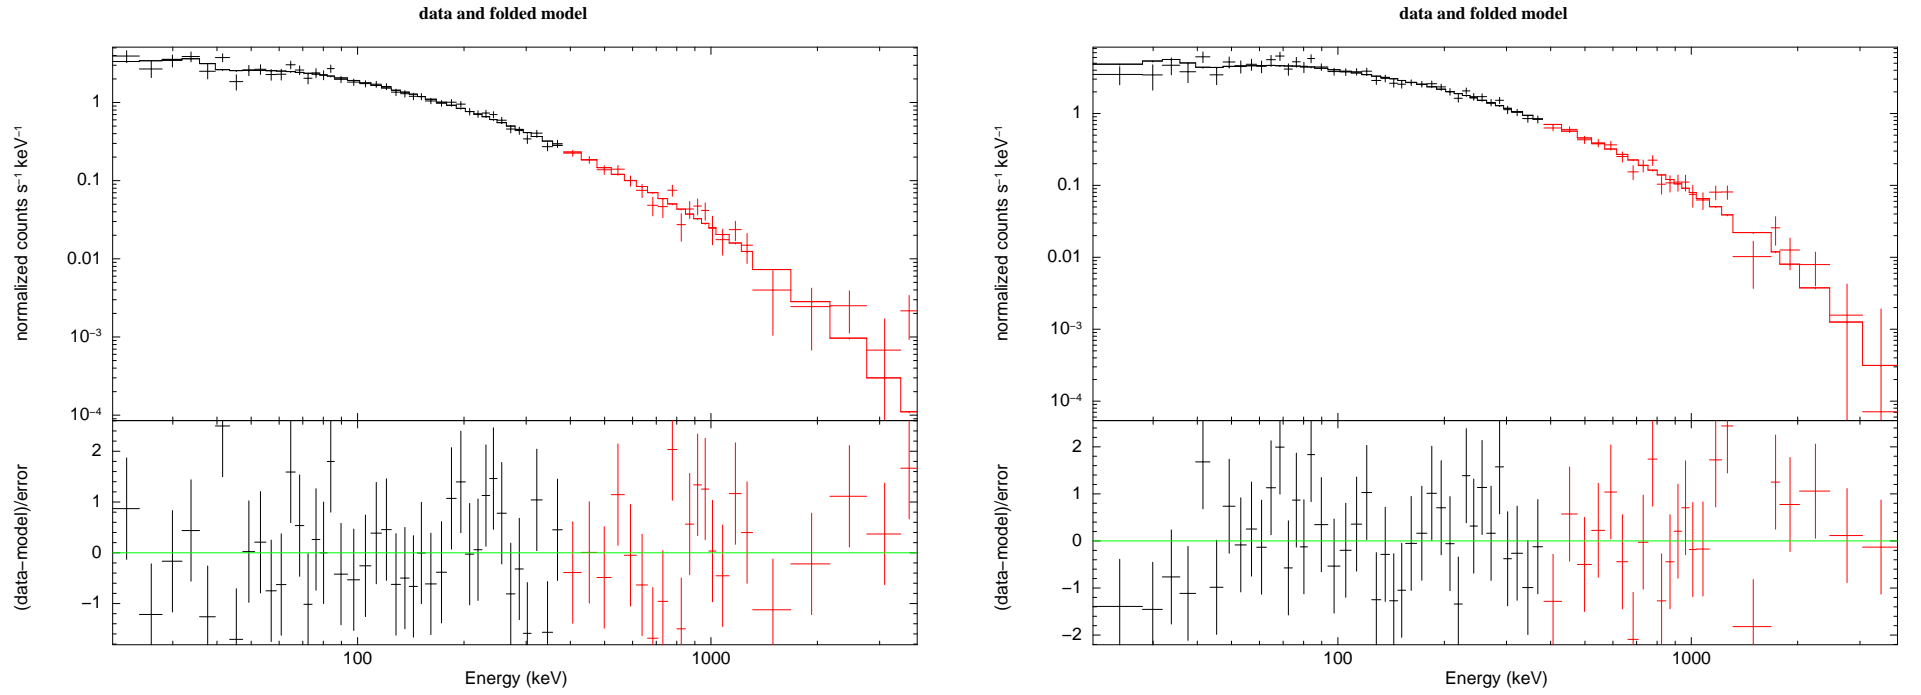 data and folded model
normalized counts s⁻¹ keV⁻¹
1
0.1
0.01
10⁻³
10⁻⁴
(data−model)/error
2
1
0
−1
100
1000
Energy (keV)
data and folded model
normalized counts s⁻¹ keV⁻¹
1
0.1
0.01
10⁻³
10⁻⁴
(data−model)/error
2
1
0
−1
−2
100
1000
Energy (keV)